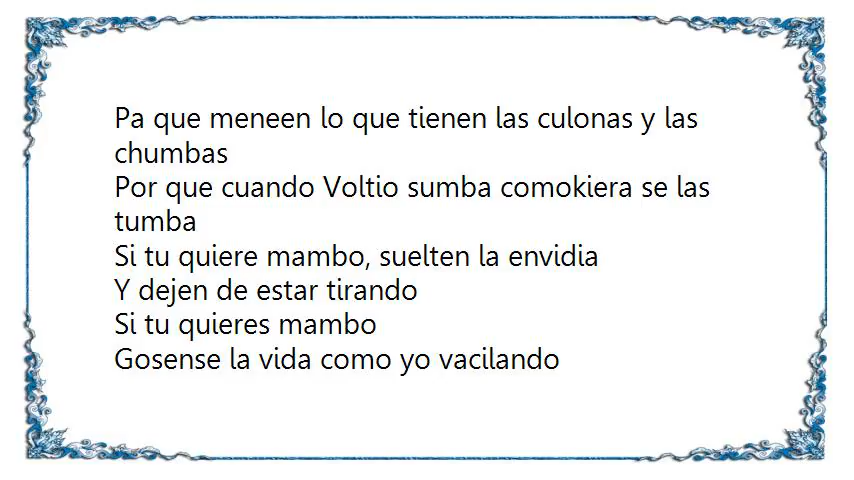 Pa que meneen lo que tienen las culonas y las
chumbas
Por que cuando Voltio sumba comokiera se las
tumba
Si tu quiere mambo, suelten la envidia
Y dejen de estar tirando
Si tu quieres mambo
Gosense la vida como yo vacilando